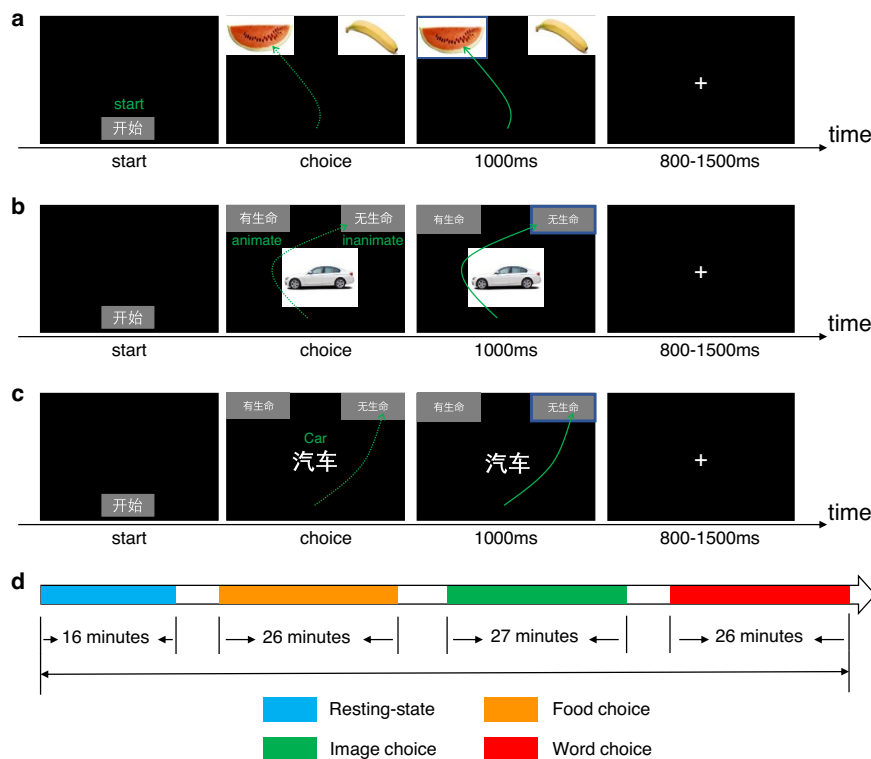 a
start
开始
time
start
choice
1000ms
800-1500ms
b
有生命
无生命
有生命
无生命
animate
inanimate
开始
+
+
time
start
choice
1000ms
800-1500ms
c
有生命
无生命
有生命
无生命
Car
汽车
汽车
+
开始
time
start
choice
1000ms
800-1500ms
d
16 minutes
26 minutes
27 minutes
26 minutes
Resting-state
Food choice
Image choice
Word choice